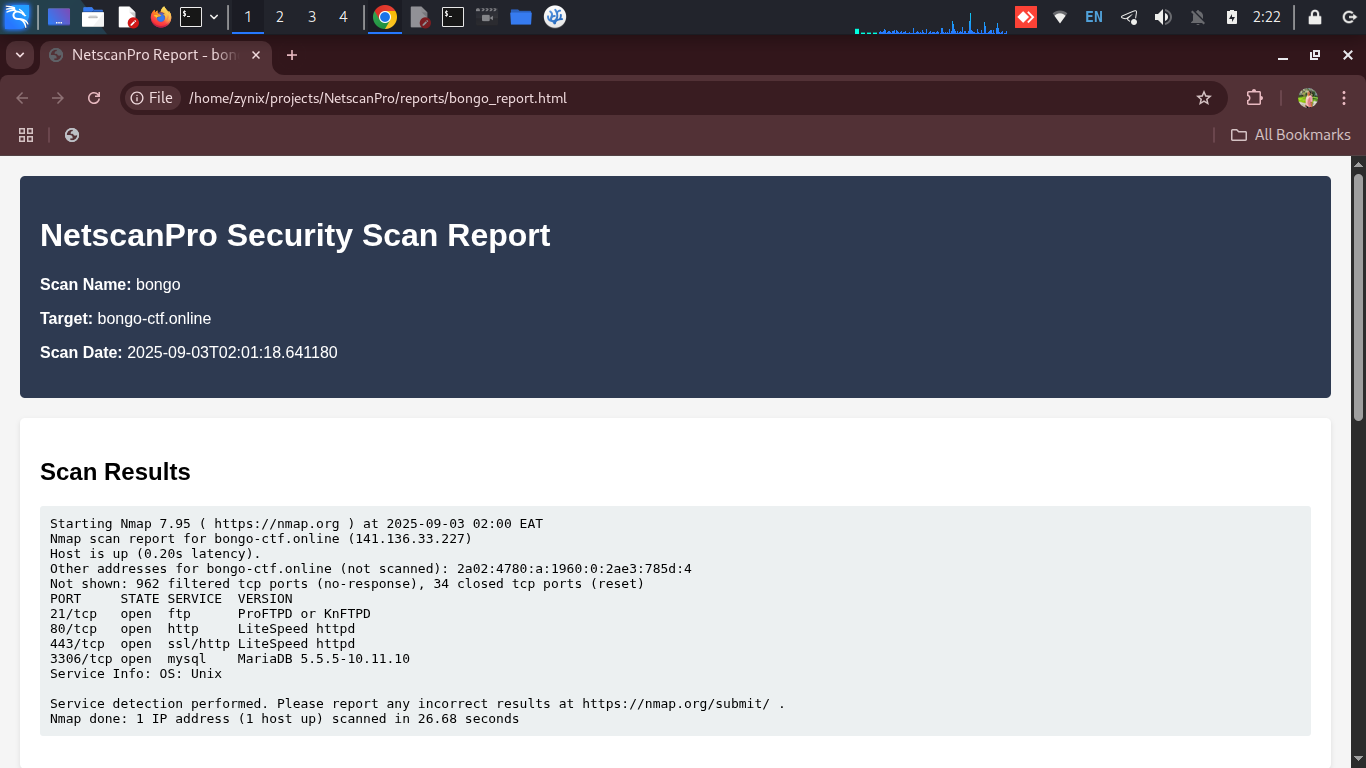 1 2 3 4 EN 2:22
NetscanPro Report - bon
File /home/zynix/projects/NetscanPro/reports/bongo_report.html
All Bookmarks
NetscanPro Security Scan Report
Scan Name: bongo
Target: bongo-ctf.online
Scan Date: 2025-09-03T02:01:18.641180
Scan Results
Starting Nmap 7.95 ( https://nmap.org ) at 2025-09-03 02:00 EAT
Nmap scan report for bongo-ctf.online (141.136.33.227)
Host is up (0.20s latency).
Other addresses for bongo-ctf.online (not scanned): 2a02:4780:a:1960:0:2ae3:785d:4
Not shown: 962 filtered tcp ports (no-response), 34 closed tcp ports (reset)
PORT     STATE SERVICE  VERSION
21/tcp   open  ftp      ProFTPD or KnFTPD
80/tcp   open  http     LiteSpeed httpd
443/tcp  open  ssl/http LiteSpeed httpd
3306/tcp open  mysql    MariaDB 5.5.5-10.11.10
Service Info: OS: Unix
Service detection performed. Please report any incorrect results at https://nmap.org/submit/ .
Nmap done: 1 IP address (1 host up) scanned in 26.68 seconds